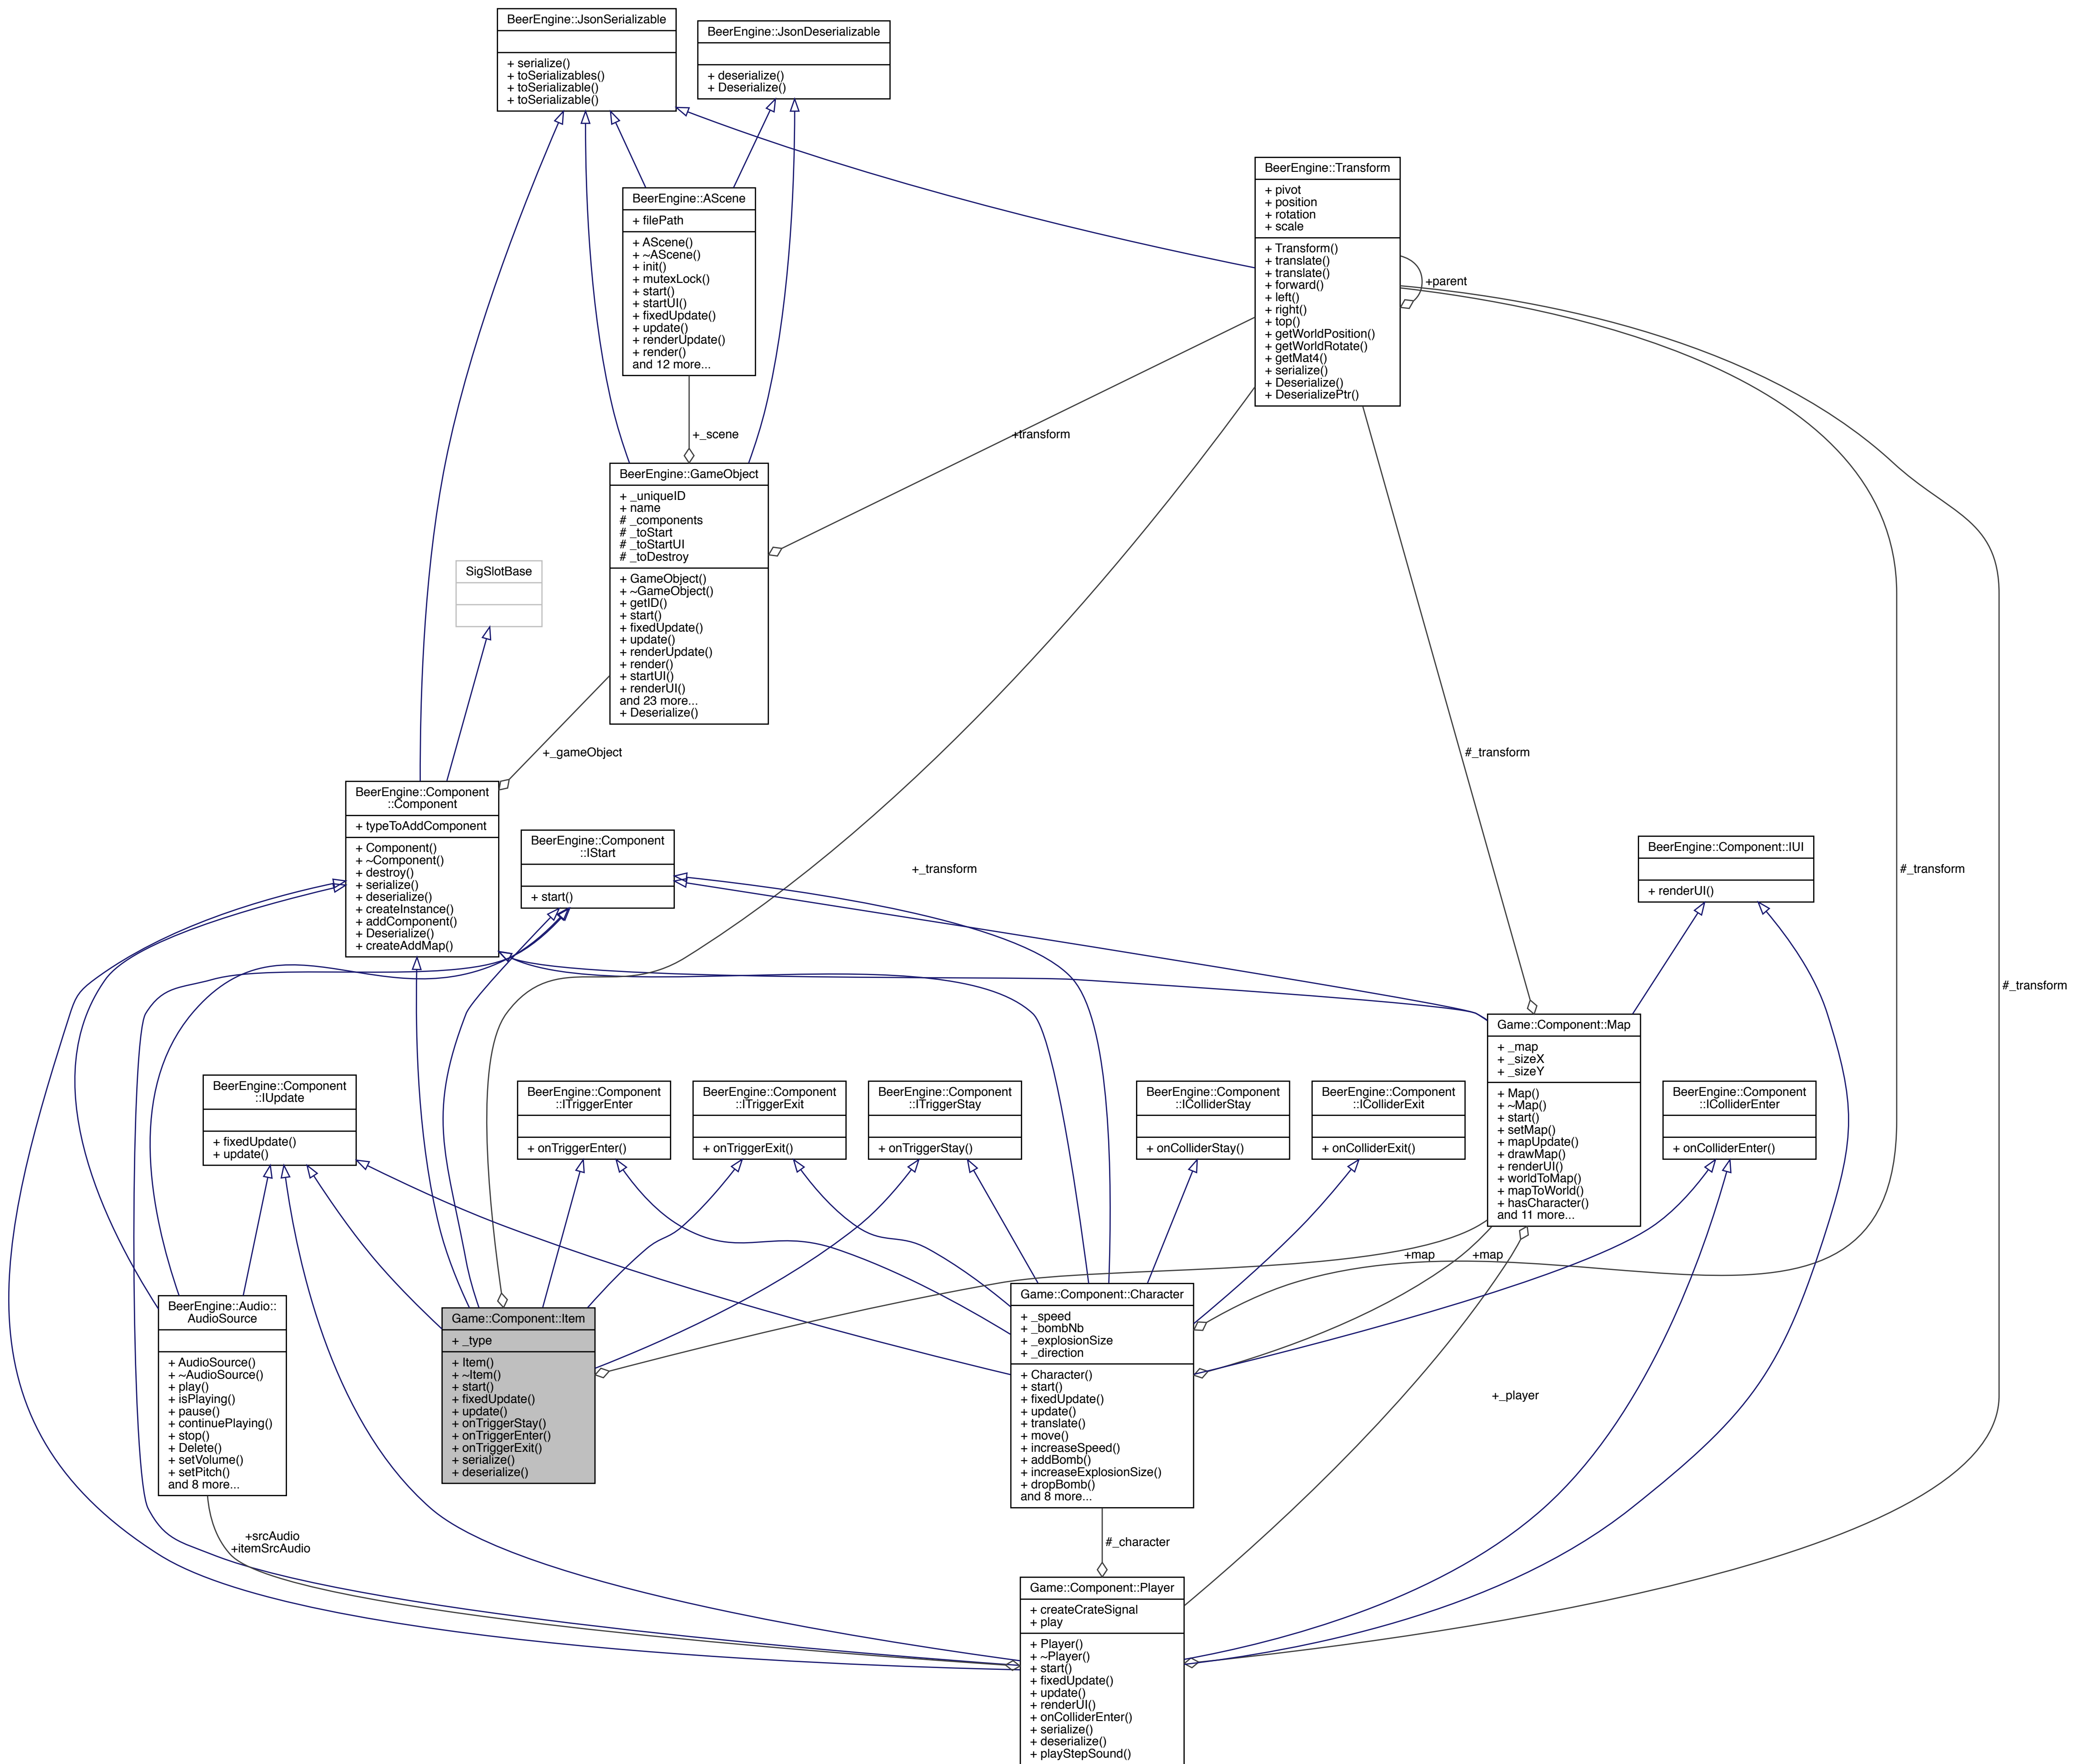 BeerEngine::JsonSerializable
+ serialize()
+ toSerializables()
+ toSerializable()
+ toSerializable()
BeerEngine::JsonDeserializable
+ deserialize()
+ Deserialize()
BeerEngine::Transform
+ pivot
+ position
+ rotation
+ scale
+ Transform()
+ translate()
+ translate()
+ forward()
+ left()
+ right()
+ top()
+ getWorldPosition()
+ getWorldRotate()
+ getMat4()
+ serialize()
+ Deserialize()
+ DeserializePtr()
+parent
BeerEngine::AScene
+ filePath
+ AScene()
+ ~AScene()
+ init()
+ mutexLock()
+ start()
+ startUI()
+ fixedUpdate()
+ update()
+ renderUpdate()
+ render()
and 12 more...
+_scene
+transform
BeerEngine::GameObject
+ _uniqueID
+ name
# _components
# _toStart
# _toStartUI
# _toDestroy
+ GameObject()
+ ~GameObject()
+ getID()
+ start()
+ fixedUpdate()
+ update()
+ renderUpdate()
+ render()
+ startUI()
+ renderUI()
and 23 more...
+ Deserialize()
SigSlotBase
+_gameObject
#_transform
BeerEngine::Component
::Component
+ typeToAddComponent
+ Component()
+ ~Component()
+ destroy()
+ serialize()
+ deserialize()
+ createInstance()
+ addComponent()
+ Deserialize()
+ createAddMap()
BeerEngine::Component
::IStart
+ start()
+_transform
BeerEngine::Component::IUI
+ renderUI()
#_transform
#_transform
Game::Component::Map
+ _map
+ _sizeX
+ _sizeY
+ Map()
+ ~Map()
+ start()
+ setMap()
+ mapUpdate()
+ drawMap()
+ renderUI()
+ worldToMap()
+ mapToWorld()
+ hasCharacter()
and 11 more...
BeerEngine::Component
::IUpdate
+ fixedUpdate()
+ update()
BeerEngine::Component
::ITriggerEnter
+ onTriggerEnter()
BeerEngine::Component
::ITriggerExit
+ onTriggerExit()
BeerEngine::Component
::ITriggerStay
+ onTriggerStay()
BeerEngine::Component
::IColliderStay
+ onColliderStay()
BeerEngine::Component
::IColliderExit
+ onColliderExit()
BeerEngine::Component
::IColliderEnter
+ onColliderEnter()
+map
+map
BeerEngine::Audio::
AudioSource
+ AudioSource()
+ ~AudioSource()
+ play()
+ isPlaying()
+ pause()
+ continuePlaying()
+ stop()
+ Delete()
+ setVolume()
+ setPitch()
and 8 more...
Game::Component::Item
+ _type
+ Item()
+ ~Item()
+ start()
+ fixedUpdate()
+ update()
+ onTriggerStay()
+ onTriggerEnter()
+ onTriggerExit()
+ serialize()
+ deserialize()
Game::Component::Character
+ _speed
+ _bombNb
+ _explosionSize
+ _direction
+ Character()
+ start()
+ fixedUpdate()
+ update()
+ translate()
+ move()
+ increaseSpeed()
+ addBomb()
+ increaseExplosionSize()
+ dropBomb()
and 8 more...
+_player
+srcAudio
+itemSrcAudio
#_character
Game::Component::Player
+ createCrateSignal
+ play
+ Player()
+ ~Player()
+ start()
+ fixedUpdate()
+ update()
+ renderUI()
+ onColliderEnter()
+ serialize()
+ deserialize()
+ playStepSound()